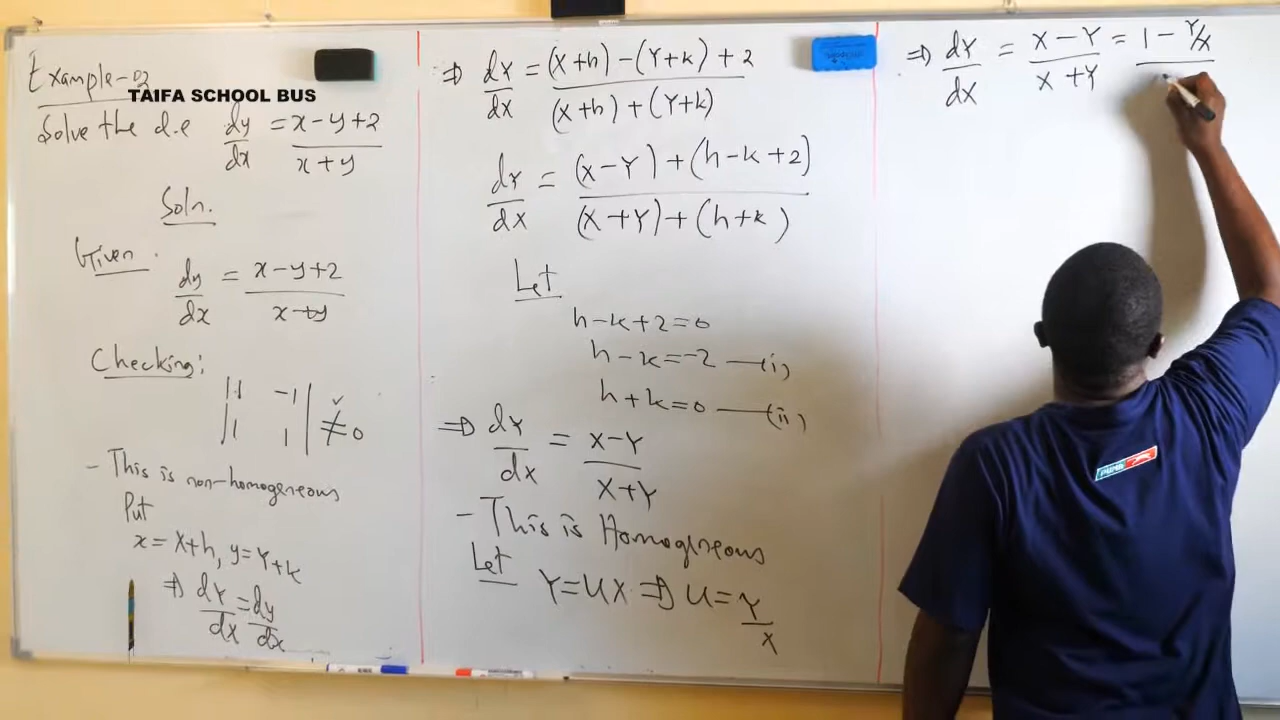 Example-02
TAIFA SCHOOL BUS
Solve the d.e dy/dx = x-y+2/x+y
Soln.
Given.
dy/dx = x-y+2/x+y
Checking:
|1 -1|
|1 1| ≠ 0
- This is non-homogeneous
Put
x = X+h, y = Y+k
⇒ dY/dX = dy/dx
⇒ dY/dX = (X+h)-(Y+k)+2/(X+h)+(Y+k)
dY/dX = (X-Y)+(h-k+2)/(X+Y)+(h+k)
Let
h-k+2=0
h-k=-2 —(i)
h+k=0 —(ii)
⇒ dY/dX = X-Y/X+Y
- This is Homogeneous
Let Y=UX ⇒ U=Y/X
⇒ dY/dX = X-Y/X+Y = 1-Y/X